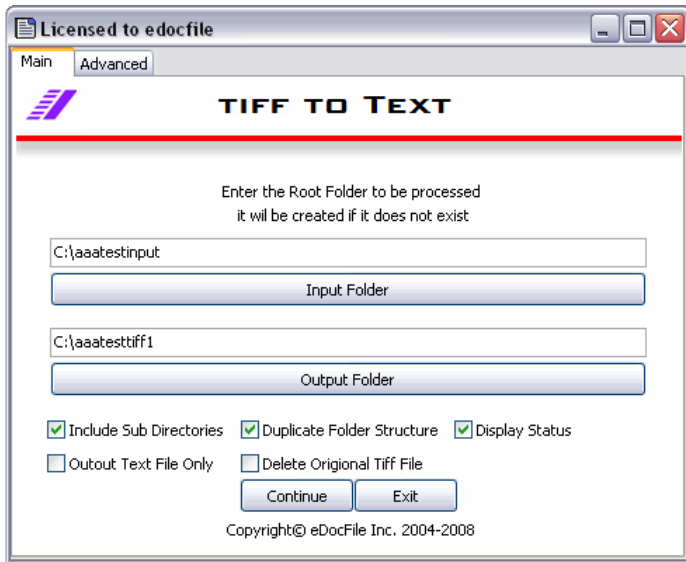 Licensed to edocfile
Main Advanced
TIFF TO TEXT
Enter the Root Folder to be processed
it wil be created if it does not exist
C:\aaatestinput
Input Folder
C:\aaatesttiff1
Output Folder
Include Sub Directories Duplicate Folder Structure Display Status
Outout Text File Only Delete Origional Tiff File
Continue Exit
Copyright© eDocFile Inc. 2004-2008